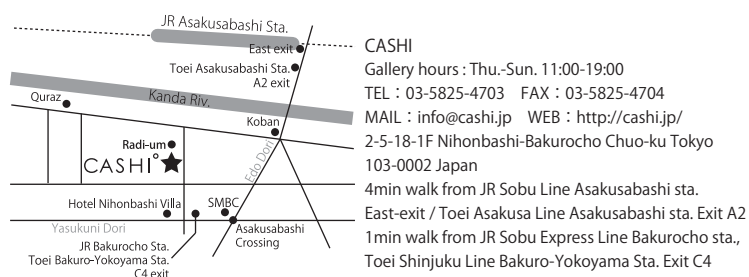 JR Asakusabashi Sta.
East exit
Toei Asakusabashi Sta.
A2 exit
Quraz
Kanda Riv.
Koban
Radi-um
CASHI°
Edo Dori
Hotel Nihonbashi Villa
SMBC
Yasukuni Dori
Asakusabashi
Crossing
JR Bakurocho Sta.
Toei Bakuro-Yokoyama Sta.
C4 exit
CASHI
Gallery hours : Thu.-Sun. 11:00-19:00
TEL：03-5825-4703 FAX：03-5825-4704
MAIL：info@cashi.jp WEB：http://cashi.jp/
2-5-18-1F Nihonbashi-Bakurocho Chuo-ku Tokyo
103-0002 Japan
4min walk from JR Sobu Line Asakusabashi sta.
East-exit / Toei Asakusa Line Asakusabashi sta. Exit A2
1min walk from JR Sobu Express Line Bakurocho sta.,
Toei Shinjuku Line Bakuro-Yokoyama Sta. Exit C4